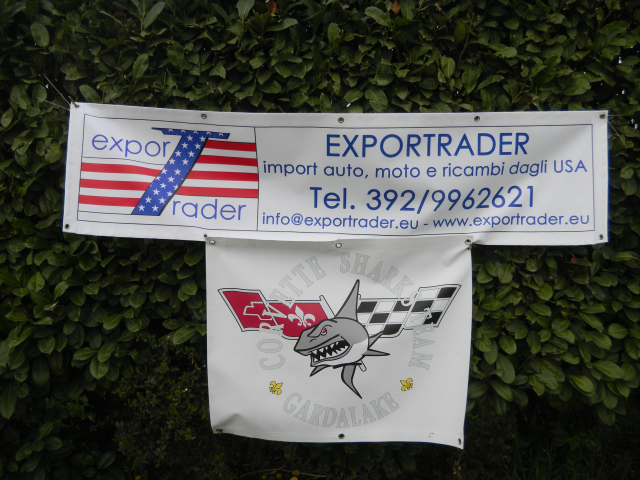 expor
T
rader
EXPORTRADER
import auto, moto e ricambi dagli USA
Tel. 392/9962621
info@exportrader.eu - www.exportrader.eu
CORVETTE SHARK TEAM
GARDALAKE